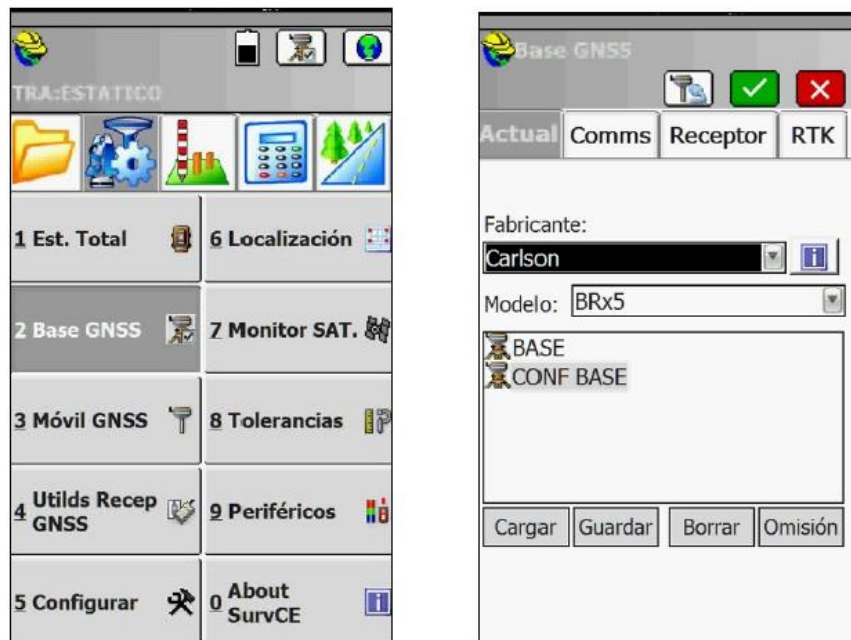 TRA:ESTATICO
1 Est. Total
6 Localización
2 Base GNSS
7 Monitor SAT.
3 Móvil GNSS
8 Tolerancias
4 Utilds Recep
GNSS
9 Periféricos
5 Configurar
0 About
SurvCE
Base GNSS
Actual Comms Receptor RTK
Fabricante:
Carlson
Modelo: BRx5
BASE
CONF BASE
Cargar Guardar Borrar Omisión